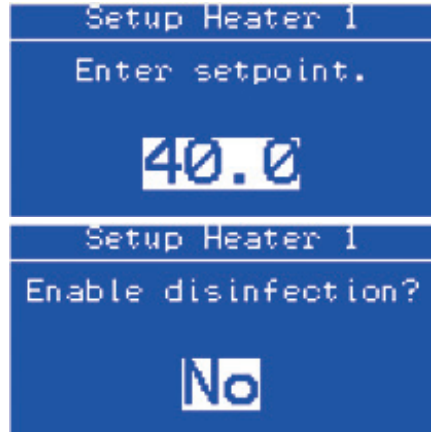 Setup Heater 1
Enter setpoint.
40.0
Setup Heater 1
Enable disinfection?
No